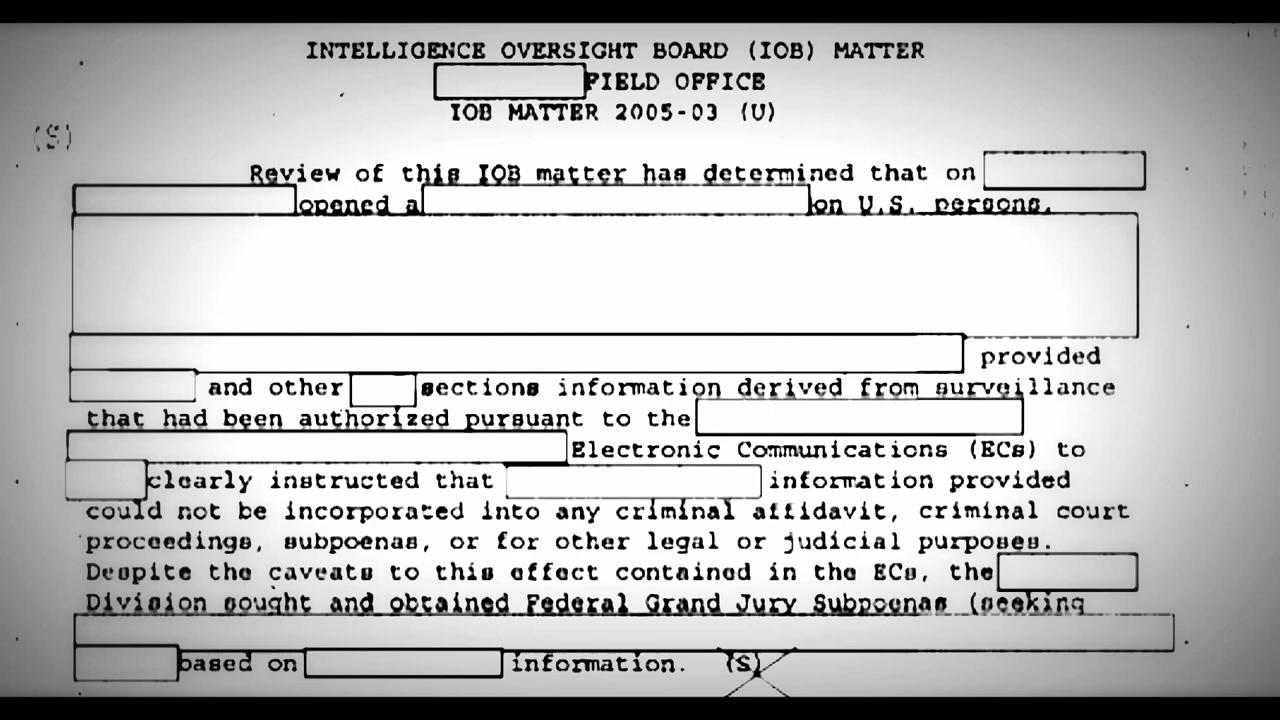 INTELLIGENCE OVERSIGHT BOARD (IOB) MATTER
FIELD OFFICE
IOB MATTER 2005-03 (U)
(S)
Review of this IOB matter has determined that on
opened a on U.S. persons.
provided
and other sections information derived from surveillance
that had been authorized pursuant to the
Electronic Communications (ECs) to
clearly instructed that information provided
could not be incorporated into any criminal affidavit, criminal court
proceedings, subpoenas, or for other legal or judicial purposes.
Despite the caveats to this effect contained in the ECs, the
Division sought and obtained Federal Grand Jury Subpoenas (seeking
based on information. (S)